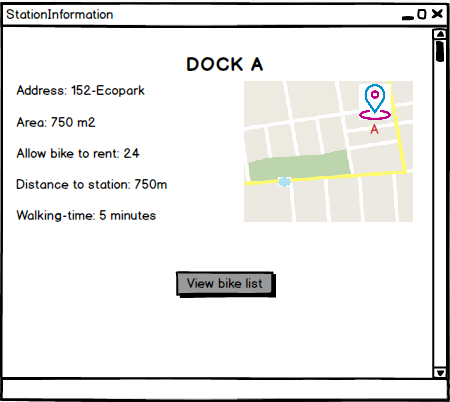 StationInformation
DOCK A
Address: 152-Ecopark
Area: 750 m2
Allow bike to rent: 24
Distance to station: 750m
Walking-time: 5 minutes
A
View bike list